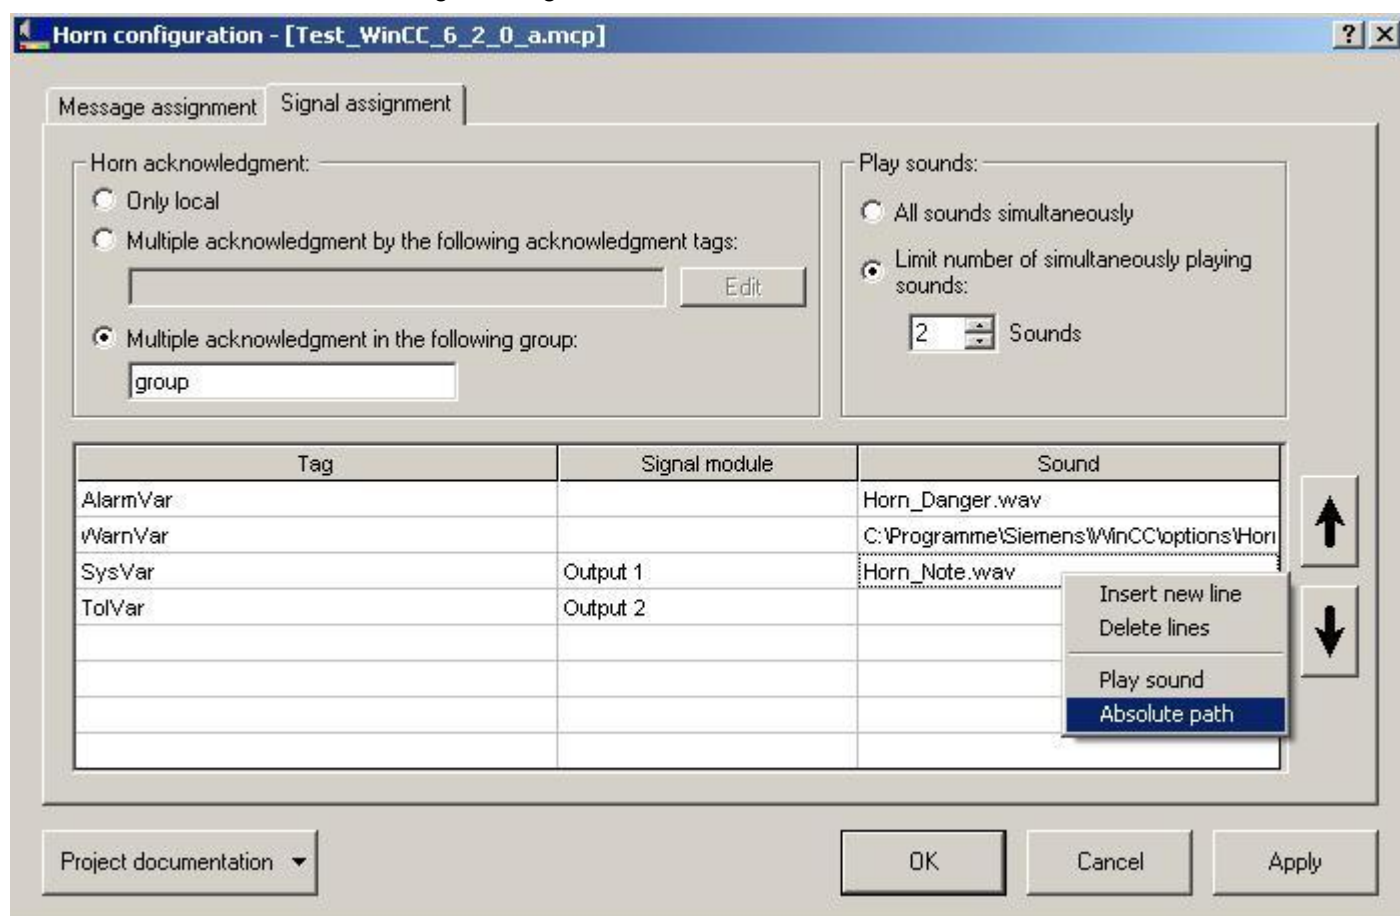 Horn configuration - [Test_WinCC_6_2_0_a.mcp]
Message assignment Signal assignment
Horn acknowledgment:
Only local
Multiple acknowledgment by the following acknowledgment tags:
Edit
Multiple acknowledgment in the following group:
group
Play sounds:
All sounds simultaneously
Limit number of simultaneously playing
sounds:
2 Sounds
Tag Signal module Sound
AlarmVar Horn_Danger.wav
WarnVar C:\Programme\Siemens\WinCC\options\Horn
SysVar Output 1 Horn_Note.wav
TolVar Output 2
Insert new line
Delete lines
Play sound
Absolute path
Project documentation OK Cancel Apply